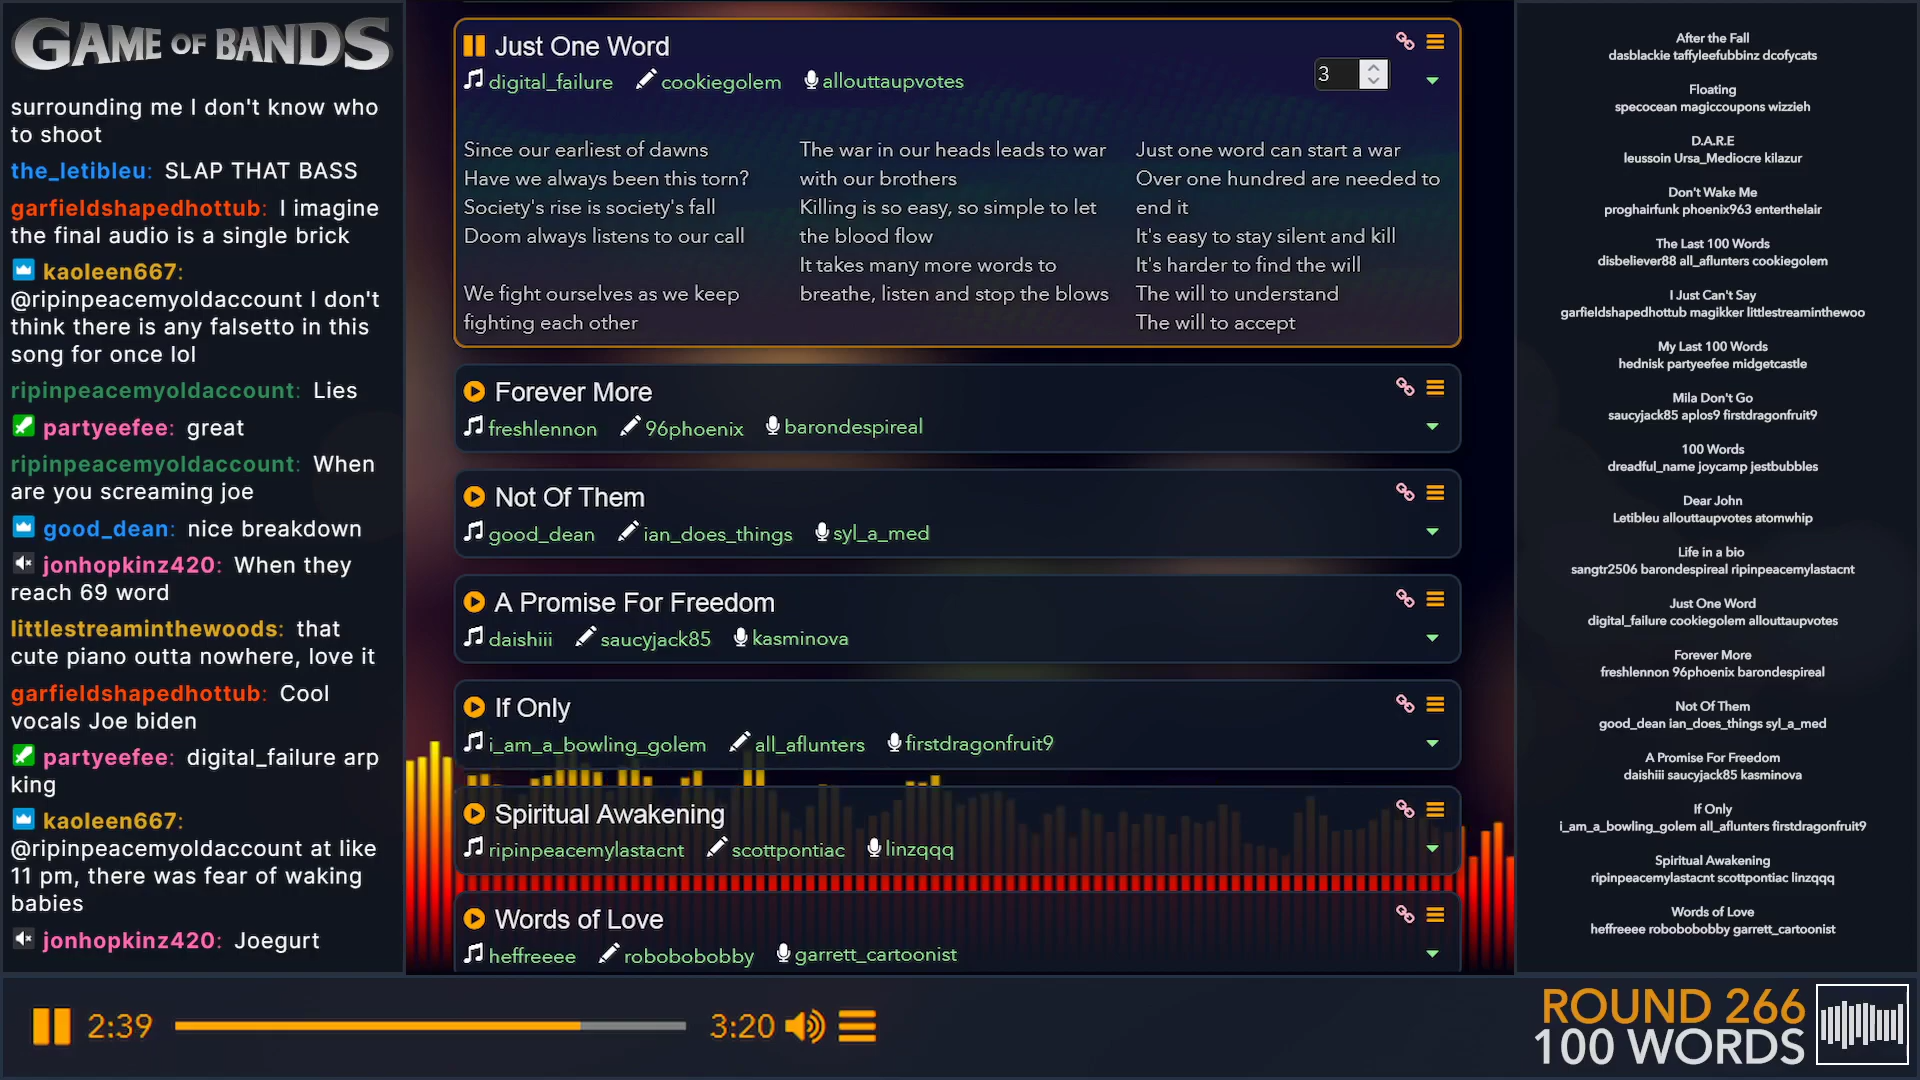 GAME OF BANDS
surrounding me I don't know who
to shoot
the_letibleu: SLAP THAT BASS
garfieldshapedhottub: I imagine
the final audio is a single brick
kaoleen667:
@ripinpeacemyoldaccount I don't
think there is any falsetto in this
song for once lol
ripinpeacemyoldaccount: Lies
partyeefee: great
ripinpeacemyoldaccount: When
are you screaming joe
good_dean: nice breakdown
jonhopkinz420: When they
reach 69 word
littlestreaminthewoods: that
cute piano outta nowhere, love it
garfieldshapedhottub: Cool
vocals Joe biden
partyeefee: digital_failure arp
king
kaoleen667:
@ripinpeacemyoldaccount at like
11 pm, there was fear of waking
babies
jonhopkinz420: Joegurt
Just One Word
digital_failure cookiegolem allouttaupvotes
3
Since our earliest of dawns
Have we always been this torn?
Society's rise is society's fall
Doom always listens to our call
We fight ourselves as we keep
fighting each other
The war in our heads leads to war
with our brothers
Killing is so easy, so simple to let
the blood flow
It takes many more words to
breathe, listen and stop the blows
Just one word can start a war
Over one hundred are needed to
end it
It's easy to stay silent and kill
It's harder to find the will
The will to understand
The will to accept
Forever More
freshlennon 96phoenix barondespireal
Not Of Them
good_dean ian_does_things syl_a_med
A Promise For Freedom
daishiii saucyjack85 kasminova
If Only
i_am_a_bowling_golem all_aflunters firstdragonfruit9
Spiritual Awakening
ripinpeacemylastacnt scottpontiac linzqqq
Words of Love
heffreeee robobobobby garrett_cartoonist
After the Fall
dasblackie taffyleefubbinz dcofycats
Floating
specocean magiccoupons wizzieh
D.A.R.E
leussoin Ursa_Mediocre kilazur
Don't Wake Me
proghairfunk phoenix963 enterthelair
The Last 100 Words
disbeliever88 all_aflunters cookiegolem
I Just Can't Say
garfieldshapedhottub magikker littlestreaminthewoo
My Last 100 Words
hednisk partyeefee midgetcastle
Mila Don't Go
saucyjack85 aplos9 firstdragonfruit9
100 Words
dreadful_name joycamp jestbubbles
Dear John
Letibleu allouttaupvotes atomwhip
Life in a bio
sangtr2506 barondespireal ripinpeacemylastacnt
Just One Word
digital_failure cookiegolem allouttaupvotes
Forever More
freshlennon 96phoenix barondespireal
Not Of Them
good_dean ian_does_things syl_a_med
A Promise For Freedom
daishiii saucyjack85 kasminova
If Only
i_am_a_bowling_golem all_aflunters firstdragonfruit9
Spiritual Awakening
ripinpeacemylastacnt scottpontiac linzqqq
Words of Love
heffreeee robobobobby garrett_cartoonist
2:39
3:20
ROUND 266
100 WORDS